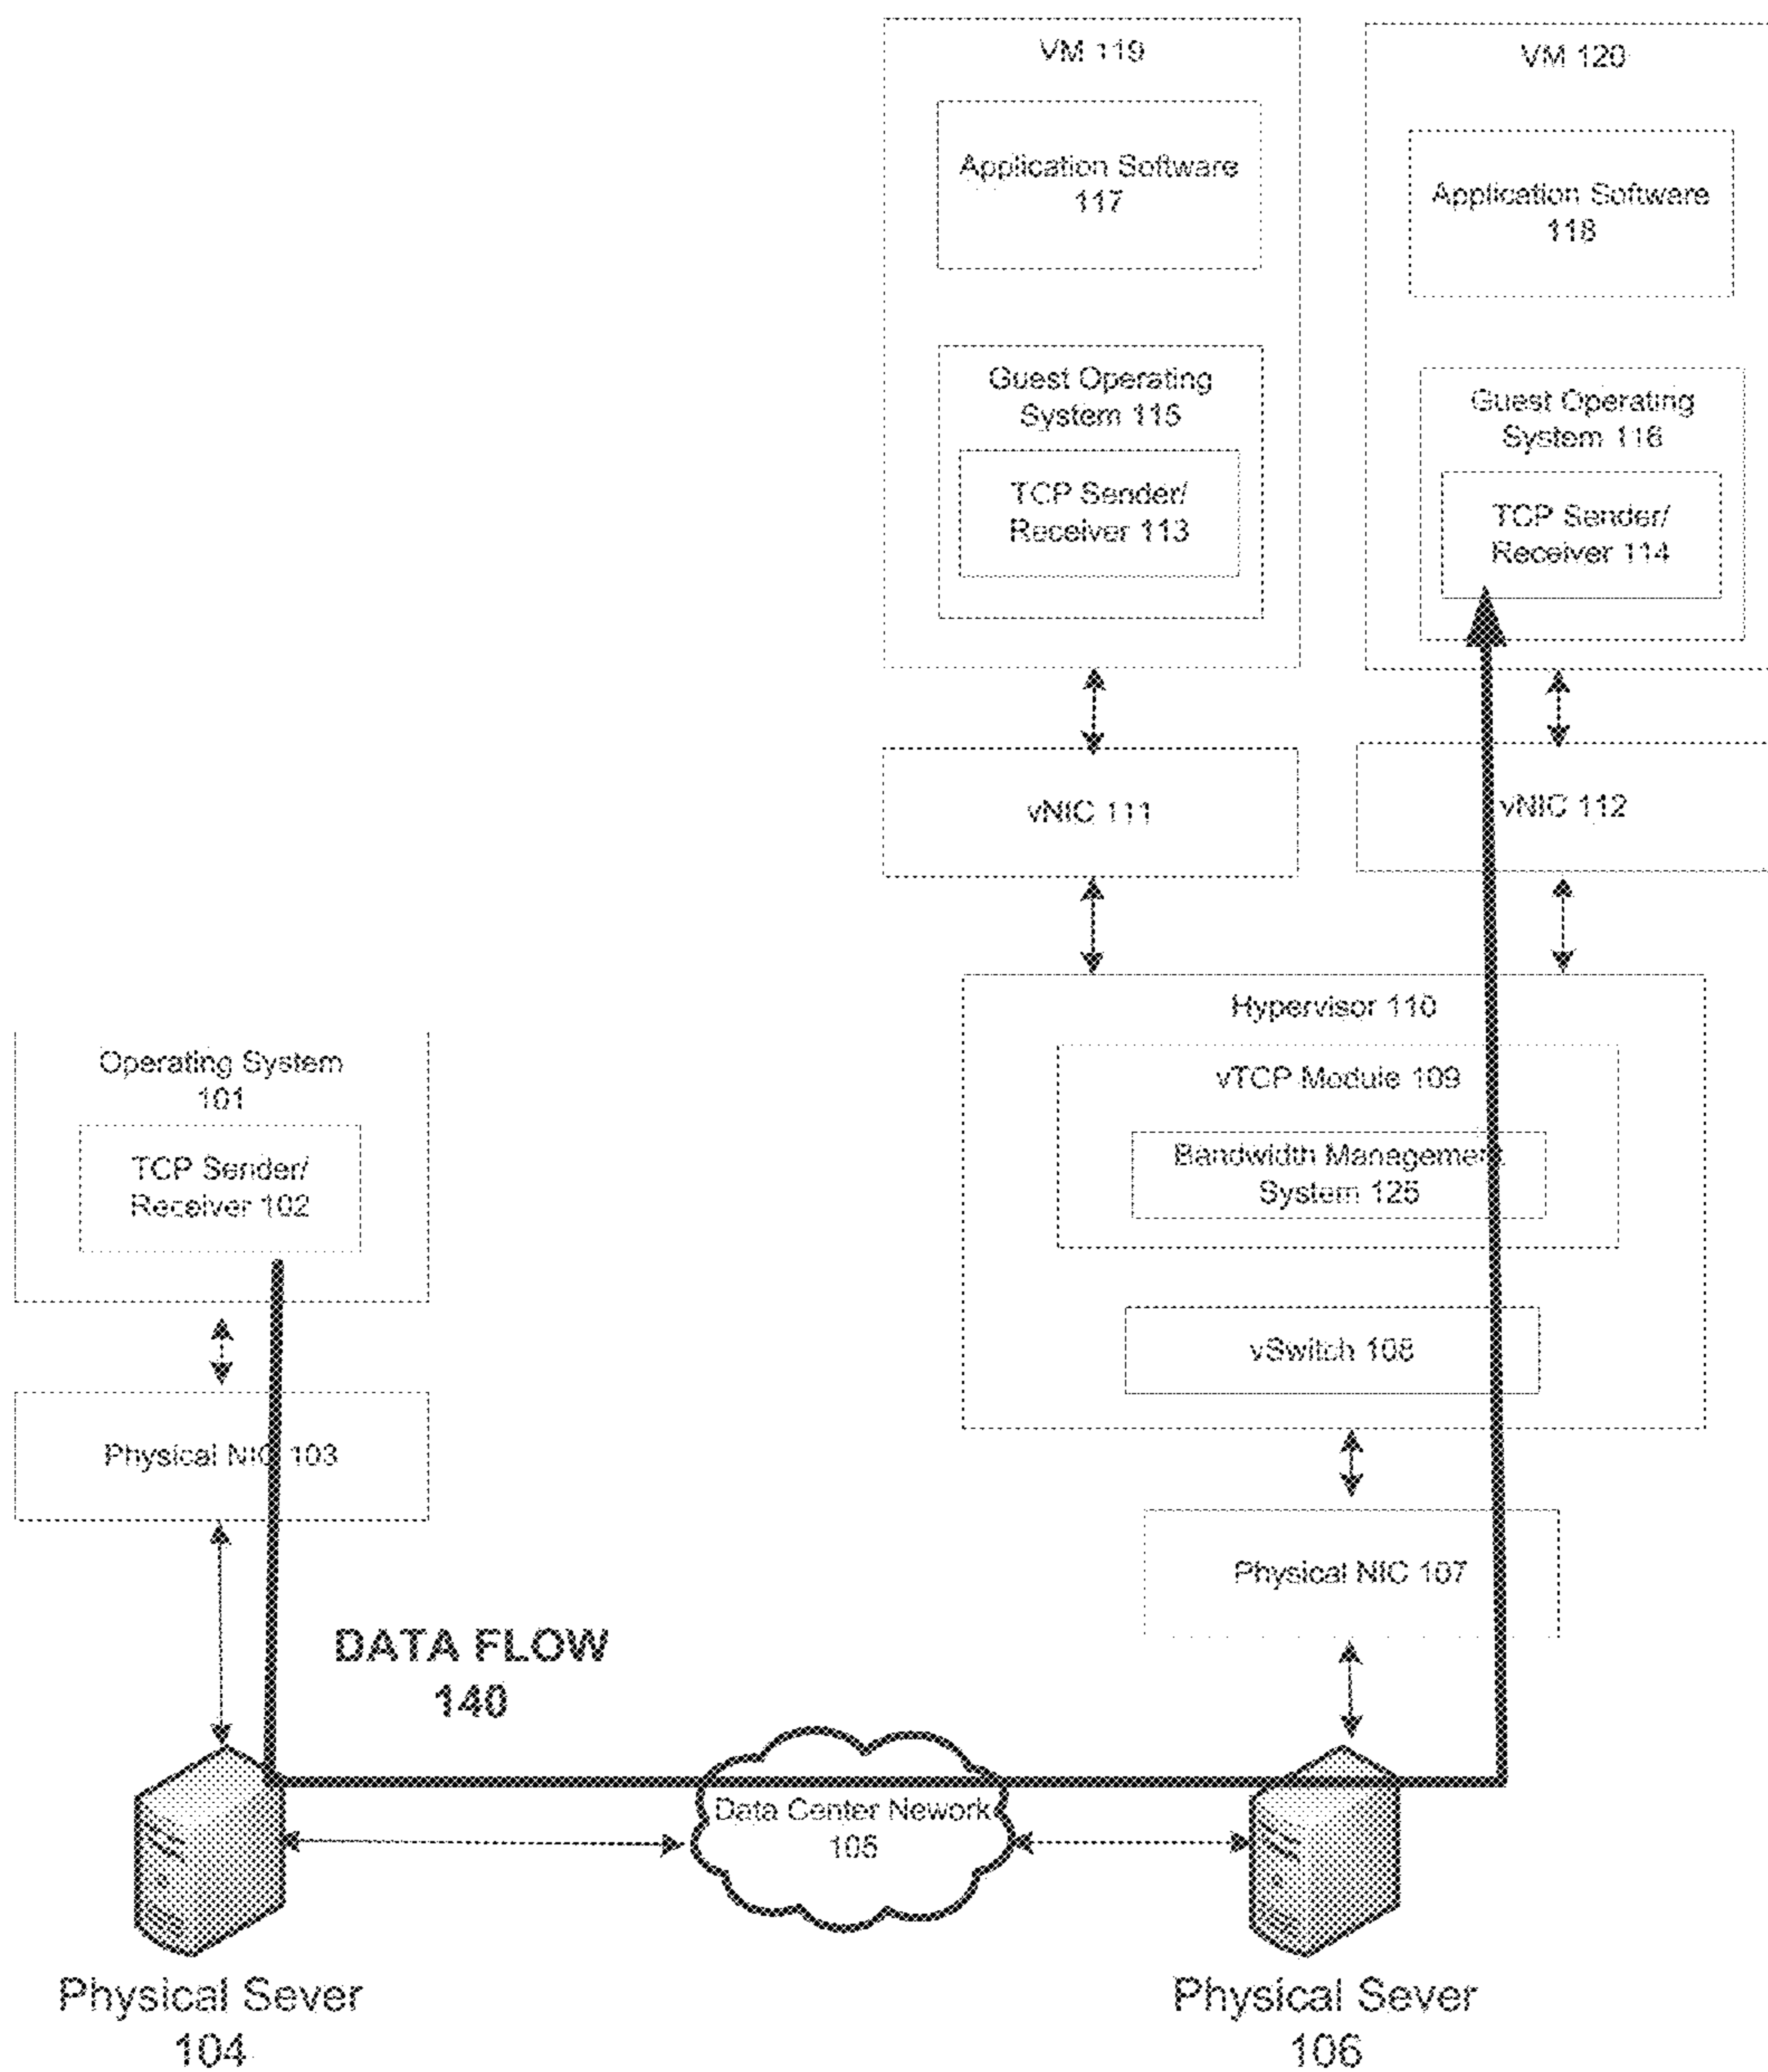 VM 119
Application Software
117
Guest Operating
System 115
TCP Sender/
Receiver 113
vNIC 111
VM 120
Application Software
118
Guest Operating
System 116
TCP Sender/
Receiver 114
vNIC 112
Hypervisor 110
vTCP Module 109
Bandwidth Management
System 125
vSwitch 108
Physical NIC 107
Operating System
101
TCP Sender/
Receiver 102
Physical NIC 103
DATA FLOW
140
Data Center Nework
105
Physical Sever
104
Physical Sever
106